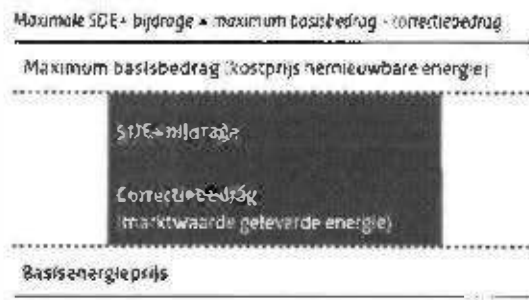 Maximale SDE+ bijdrage = maximum basisbedrag - correctiebedrag
Maximum basisbedrag (kostprijs hernieuwbare energie)
SDE+ bijdrage
Correctiebedrag
(marktwaarde geleverde energie)
Basisenergieprijs